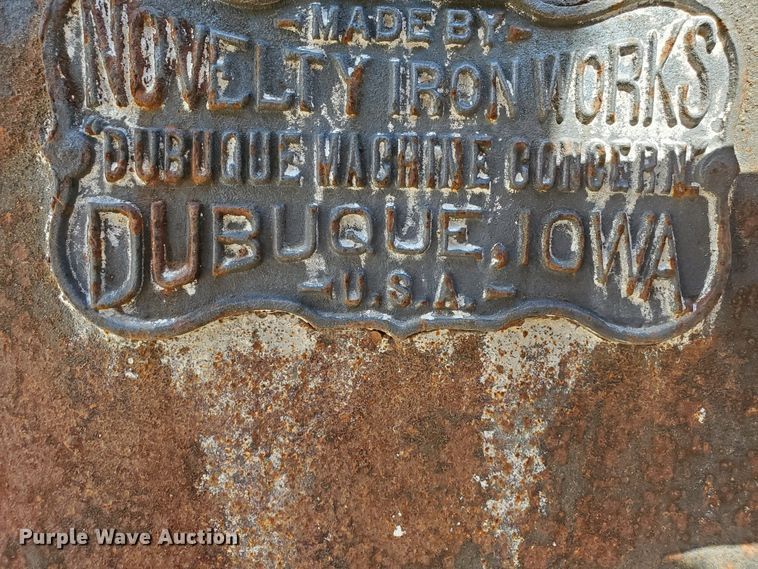 -MADE BY-
NOVELTY IRON WORKS
"DUBUQUE MACHINE CONCERN"
DUBUQUE, IOWA
-U.S.A.-
Purple Wave Auction